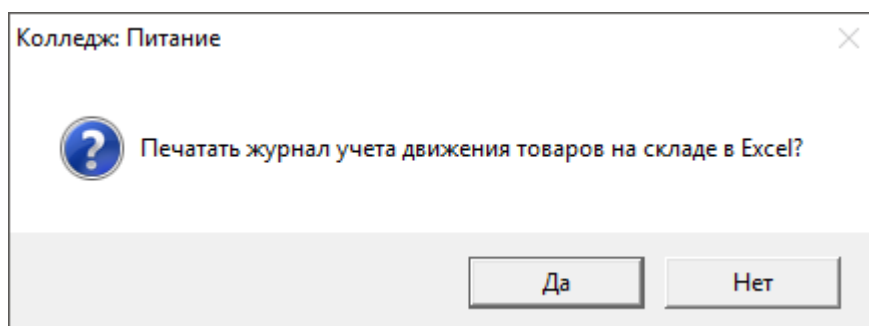 Колледж: Питание
Печатать журнал учета движения товаров на складе в Excel?
Да
Нет